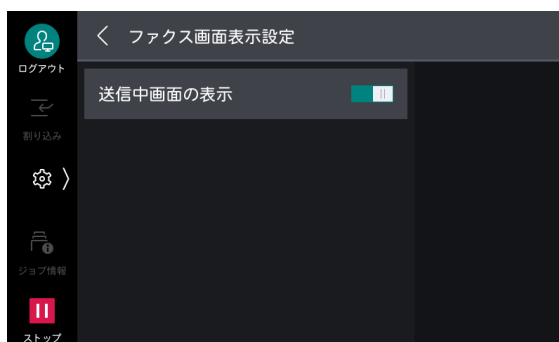 ファクス画面表示設定
ログアウト
送信中画面の表示
割り込み
ジョブ情報
ストップ